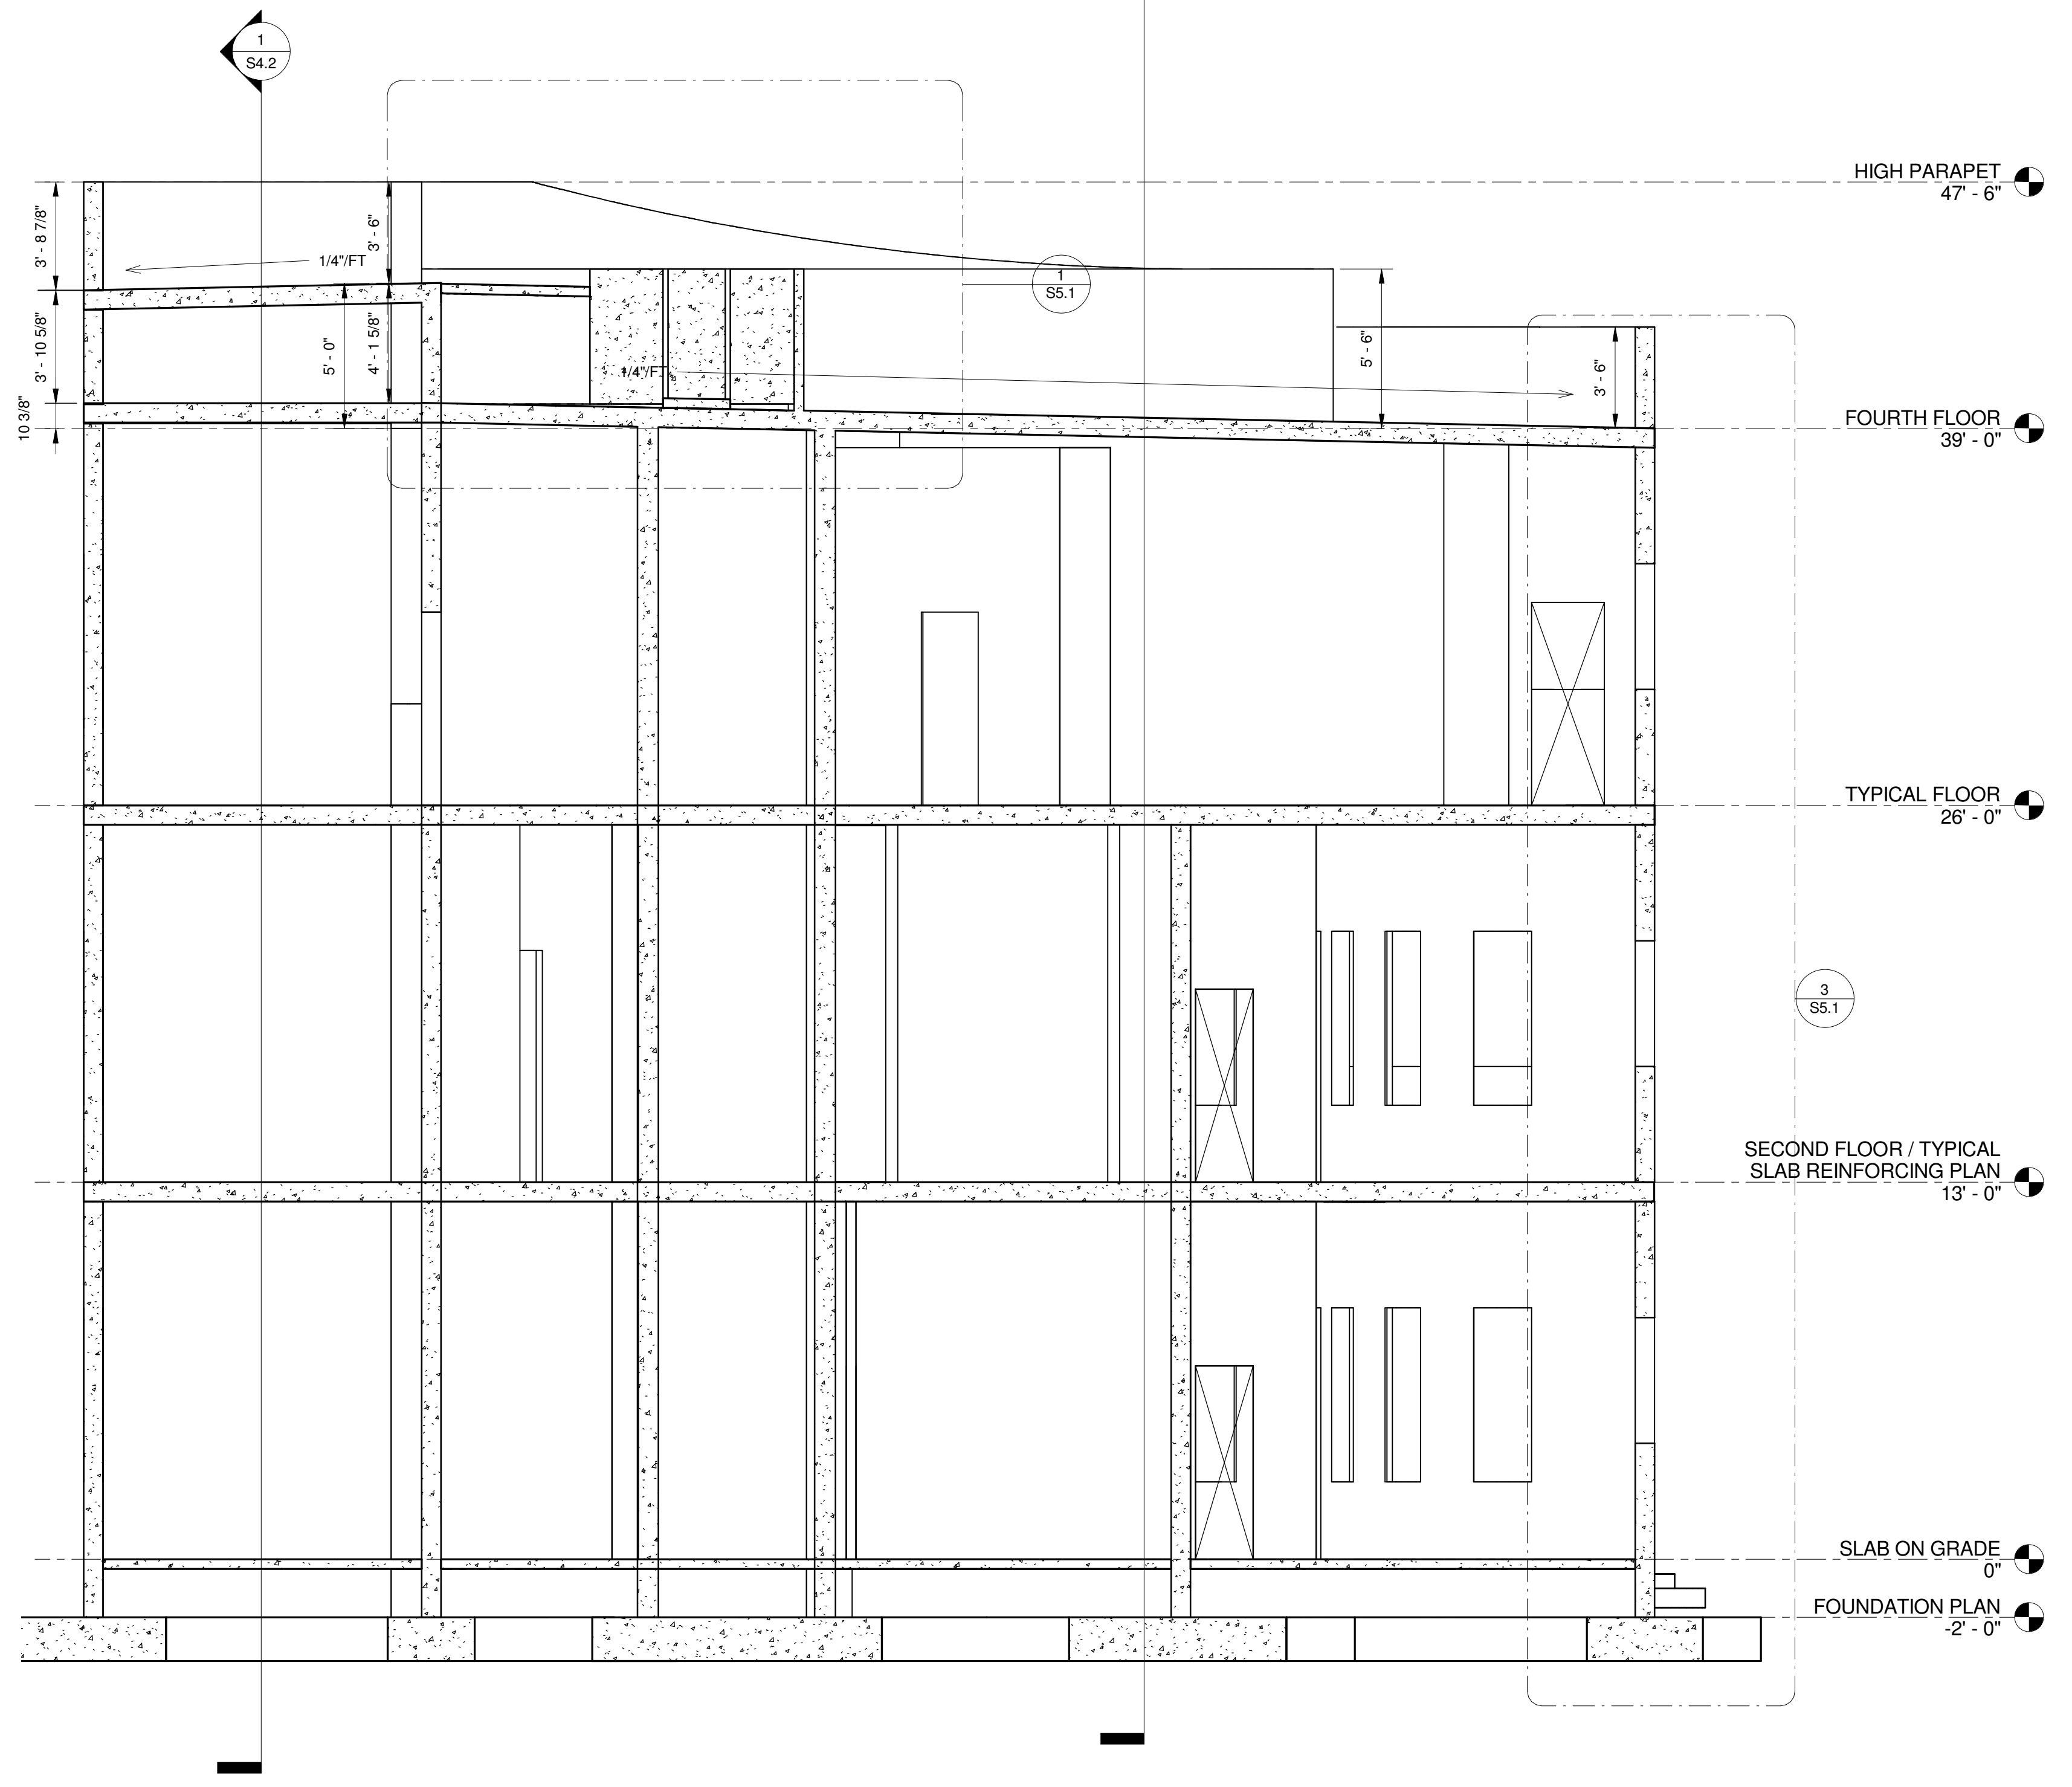 1
S4.2
HIGH PARAPET
47' - 6"
3' - 8 7/8"
3' - 6"
1/4"/FT
1
S5.1
3' - 10 5/8"
5' - 0"
4' - 1 5/8"
1/4"/FT
5' - 6"
3' - 6"
10 3/8"
FOURTH FLOOR
39' - 0"
TYPICAL FLOOR
26' - 0"
3
S5.1
SECOND FLOOR / TYPICAL
SLAB REINFORCING PLAN
13' - 0"
SLAB ON GRADE
0"
FOUNDATION PLAN
-2' - 0"